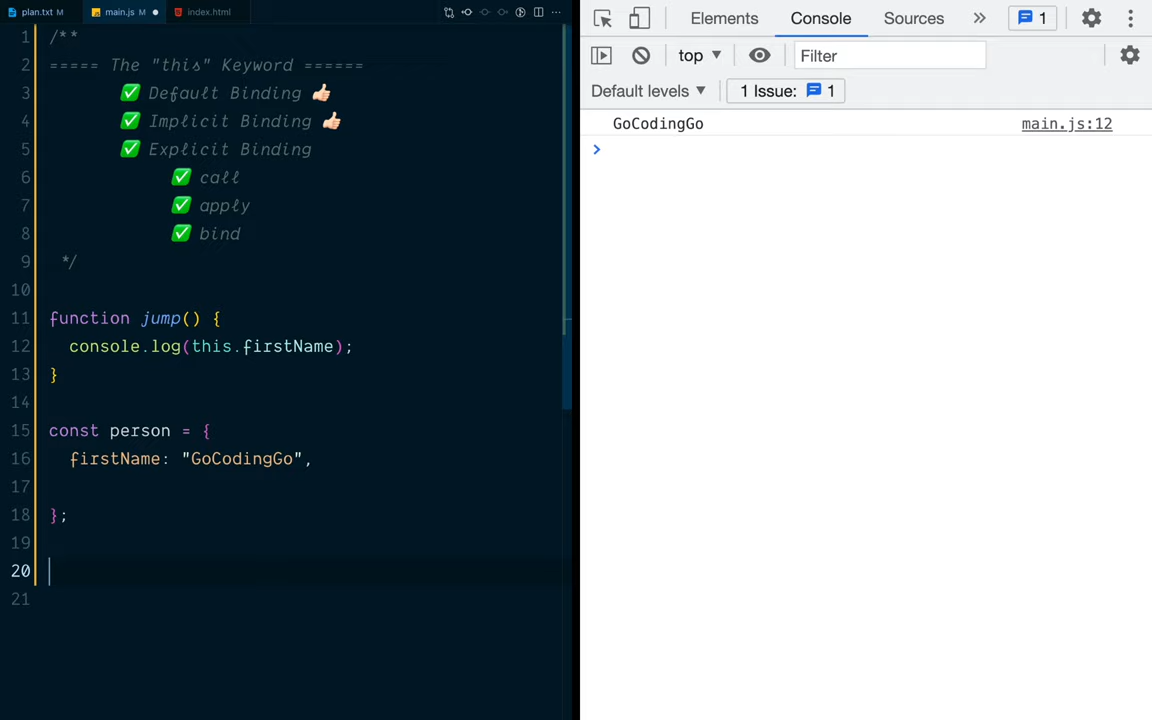 plan.txt M main.js M index.html
1 /**
2 ===== The "this" Keyword ======
3 ✅ Default Binding 👍🏻
4 ✅ Implicit Binding 👍🏻
5 ✅ Explicit Binding
6 ✅ call
7 ✅ apply
8 ✅ bind
9 */
10
11 function jump() {
12 console.log(this.firstName);
13 }
14
15 const person = {
16 firstName: "GoCodingGo",
17
18 };
19
20
21
Elements Console Sources » 1
top ▼ Filter
Default levels ▼ 1 Issue: 1
GoCodingGo main.js:12
>